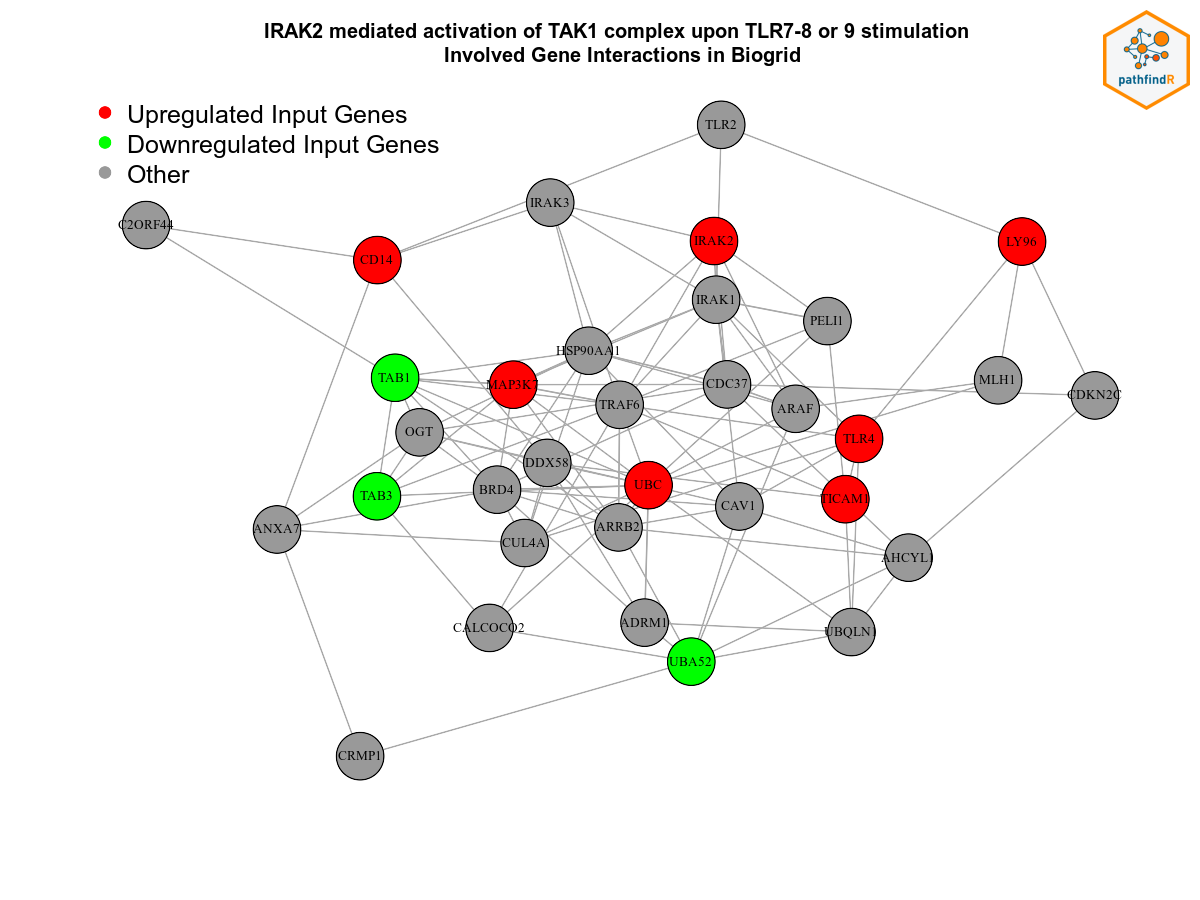 IRAK2 mediated activation of TAK1 complex upon TLR7-8 or 9 stimulation
Involved Gene Interactions in Biogrid
pathfindR
Upregulated Input Genes
Downregulated Input Genes
Other
TLR2
IRAK3
C2ORF44
IRAK2
LY96
CD14
IRAK1
PELI1
HSP90AA1
TAB1
MAP3K7
CDC37
MLH1
CDKN2C
TRAF6
ARAF
OGT
TLR4
DDX58
UBC
BRD4
TAB3
TICAM1
CAV1
ANXA7
ARRB2
CUL4A
AHCYL1
CALCOCO2
ADRM1
UBQLN1
UBA52
CRMP1